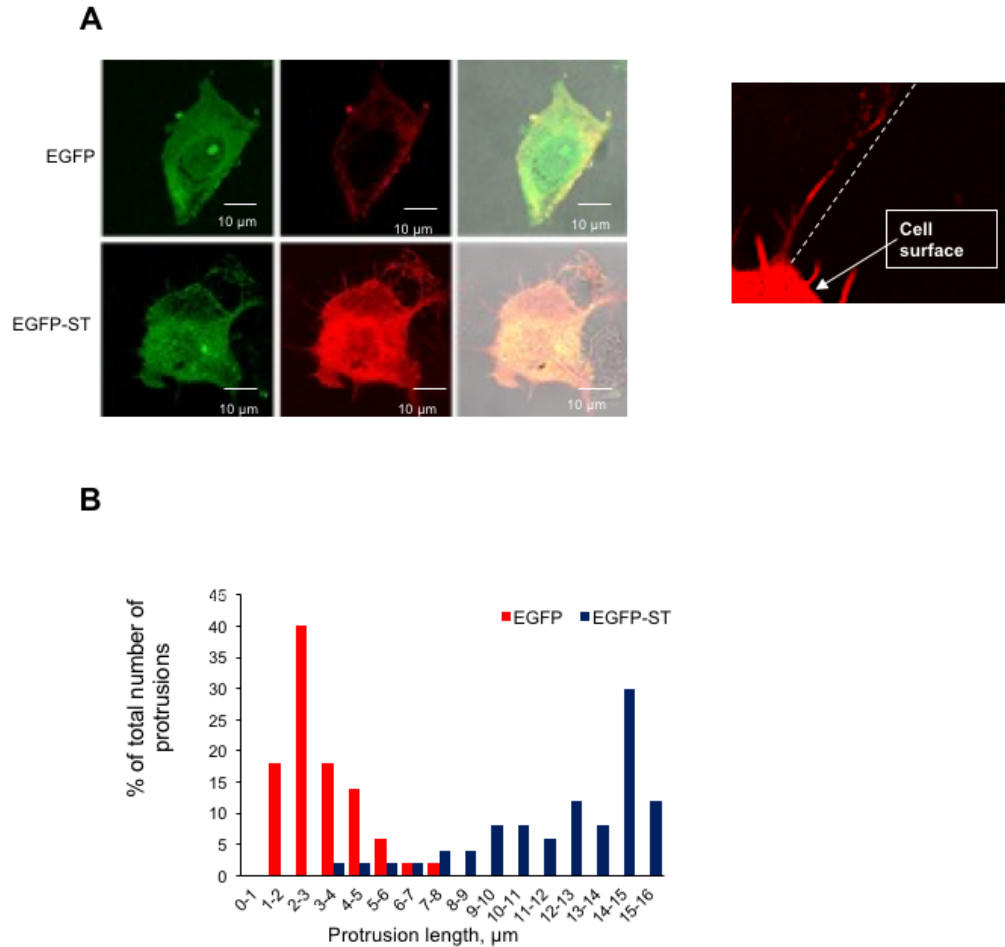 A
EGFP
10 µm
10 µm
10 µm
EGFP-ST
10 µm
10 µm
10 µm
Cell
surface
B
% of total number of
protrusions
45
40
35
30
25
20
15
10
5
0
EGFP
EGFP-ST
0-1
1-2
2-3
3-4
4-5
5-6
6-7
7-8
8-9
9-10
10-11
11-12
12-13
13-14
14-15
15-16
Protrusion length, µm